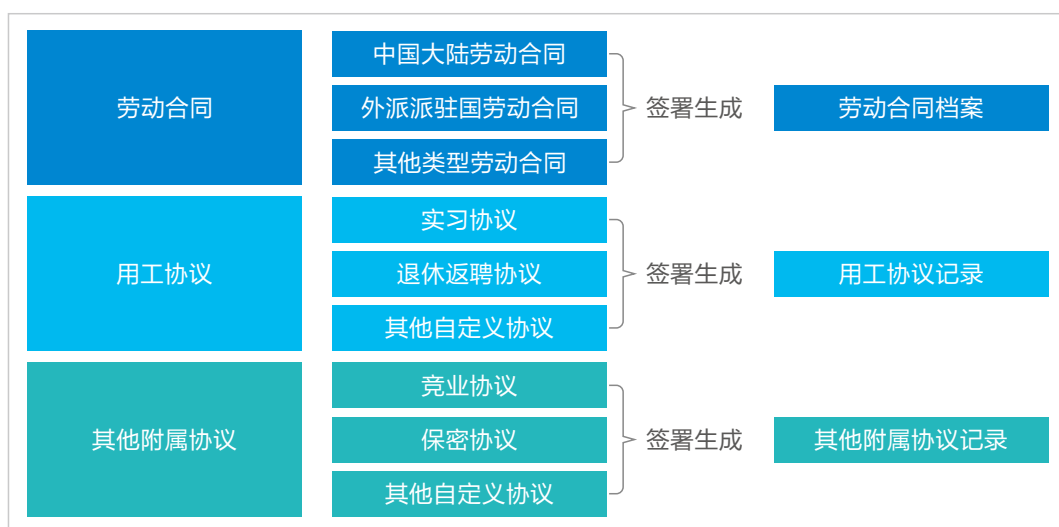 劳动合同
中国大陆劳动合同
外派派驻国劳动合同
其他类型劳动合同
签署生成
劳动合同档案
用工协议
实习协议
退休返聘协议
其他自定义协议
签署生成
用工协议记录
其他附属协议
竞业协议
保密协议
其他自定义协议
签署生成
其他附属协议记录